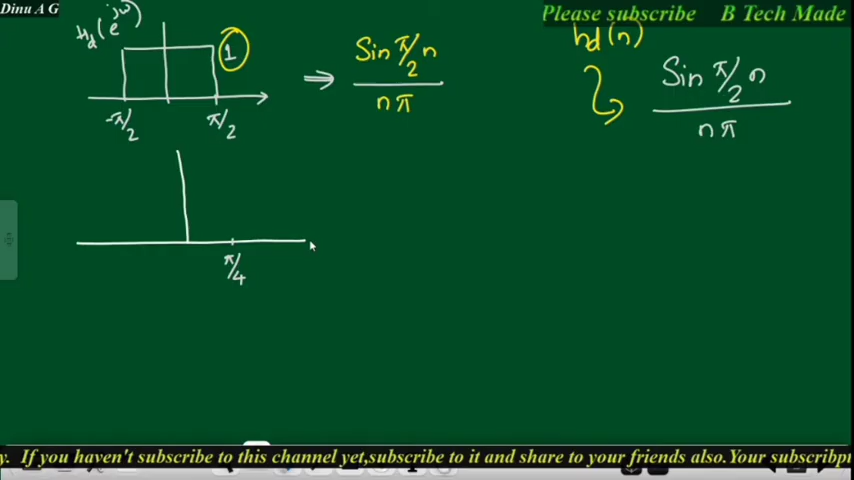 Dinu A G
Please subscribe B Tech Made
Hd(e^jω)
1
-π/2
π/2
⇒
Sin π/2 n
nπ
hd(n)
Sin π/2 n
nπ
π/4
y. If you haven't subscribe to this channel yet,subscribe to it and share to your friends also.Your subscribpt